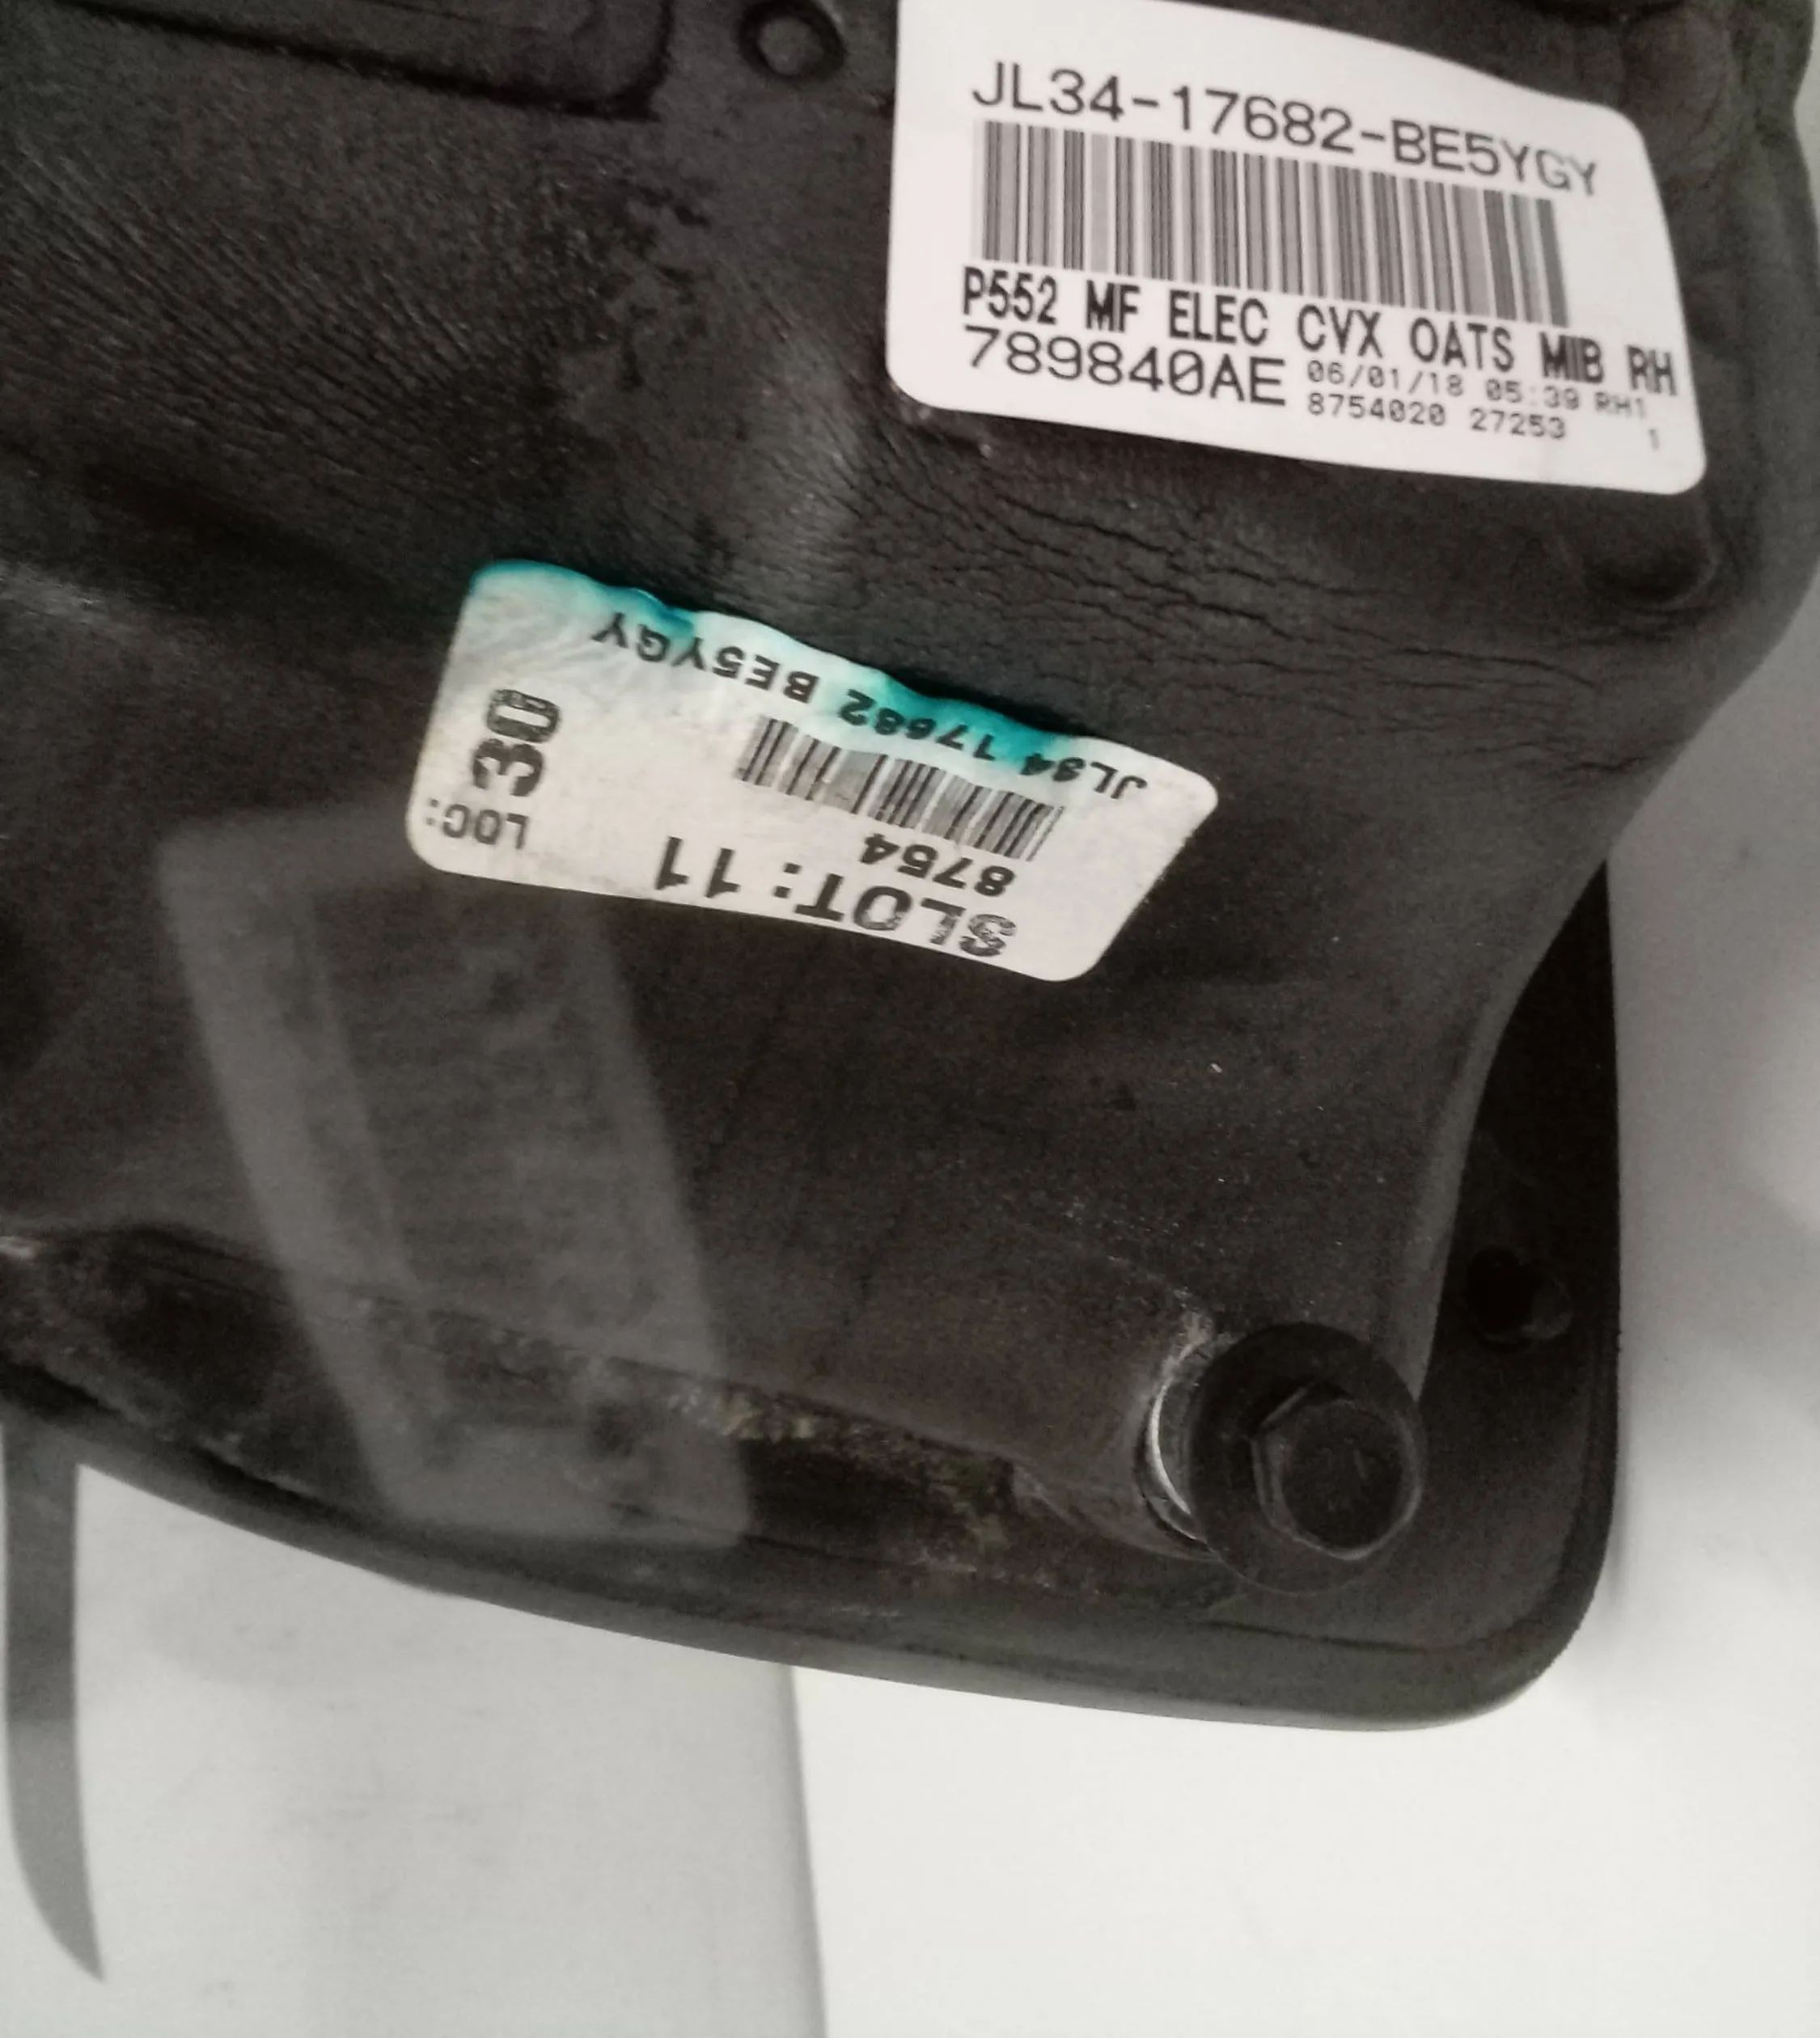 JL34-17682-BE5YGY
P552 MF ELEC CVX OATS MIB RH
789840AE
06/01/18 05:39 RH1
8754020 27253 1
SLOT: 11
8754
JL34 17682 BE5YGY
LOC: 30